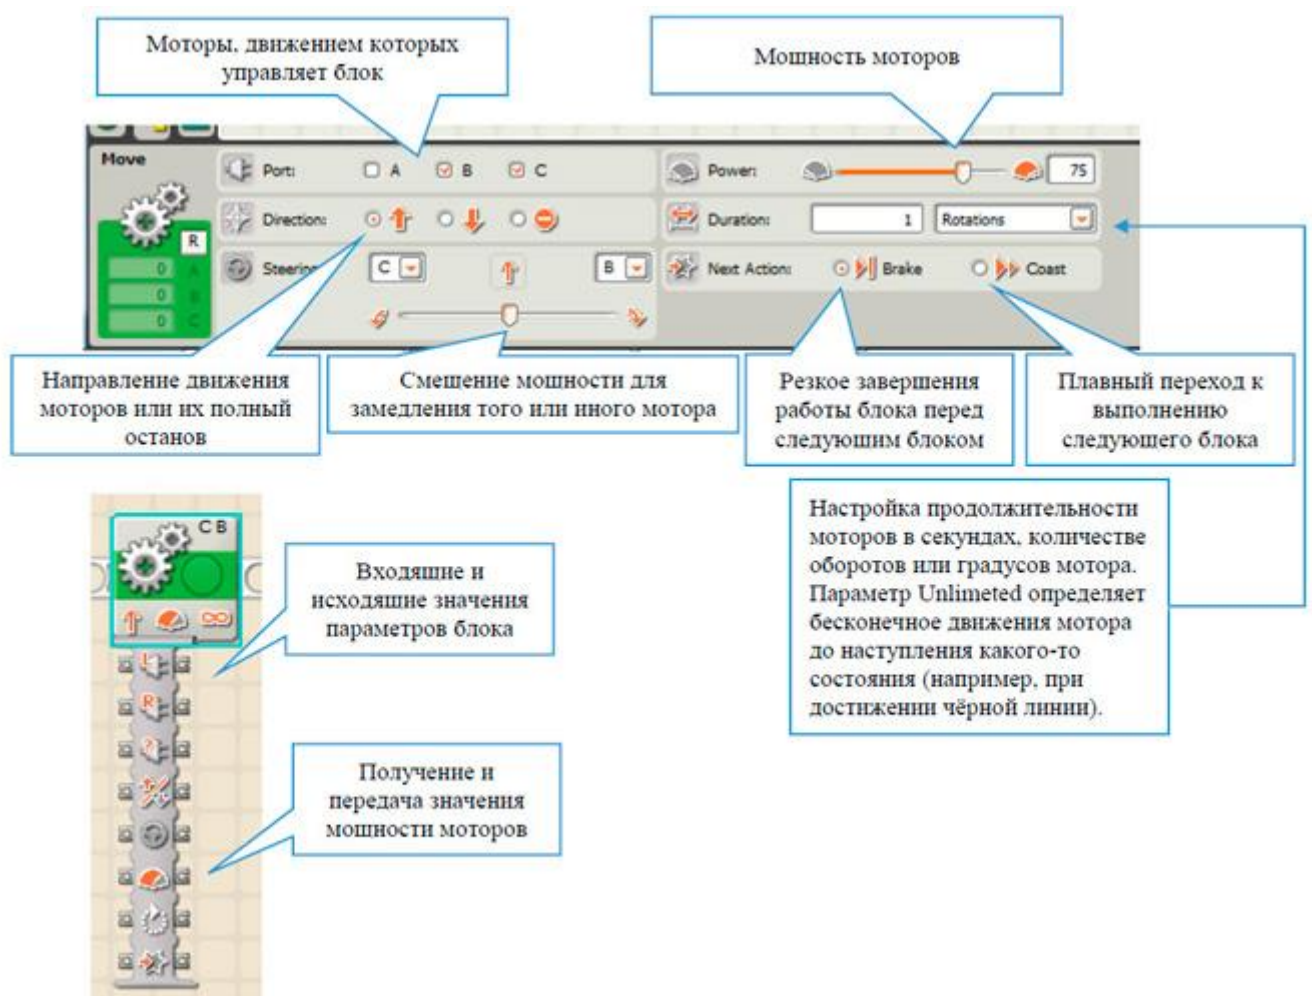 Моторы, движением которых
управляет блок
Мощность моторов
Move
Port:
A
B
C
Power:
75
Direction:
Duration:
1
Rotations
R
0
A
0
B
0
C
Steering:
C
B
Next Action:
Brake
Coast
Направление движения
моторов или их полный
останов
Смешение мошности для
замедления того или иного мотора
Резкое завершения
работы блока перед
следуюшим блоком
Плавный переход к
выполнению
следуюшего блока
C B
Входяшие и
исходяшие значения
параметров блока
Настройка продолжительности
моторов в секундах, количестве
оборотов или градусов мотора.
Параметр Unlimeted определяет
бесконечное движения мотора
до наступления какого-то
состояния (например, при
достижении чёрной линии).
R
?
Получение и
передача значения
мошности моторов